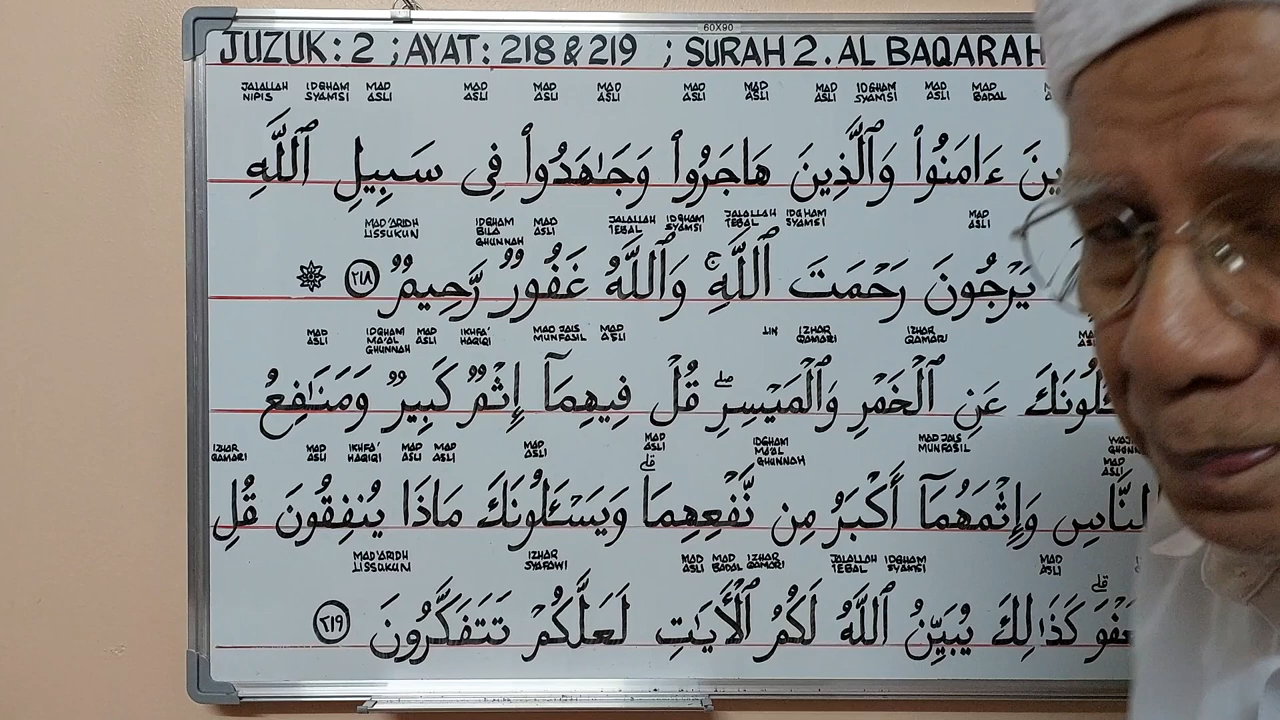 60X90
JUZUK: 2 ; AYAT: 218 & 219 ; SURAH 2. AL BAQARAH
JALALLAH NIPIS IDGHAM SYAMSI MAD ASLI MAD ASLI MAD ASLI MAD ASLI MAD ASLI MAD ASLI MAD ASLI IDGHAM SYAMSI MAD ASLI MAD BADAL
ءَامَنُوا۟ وَٱلَّذِينَ هَاجَرُوا۟ وَجَـٰهَدُوا۟ فِى سَبِيلِ ٱللَّهِ
MAD 'ARIDH LISSUKUN IDGHAM BILA GHUNNAH MAD ASLI JALALLAH TEBAL IDGHAM SYAMSI JALALLAH TEBAL IDGHAM SYAMSI MAD ASLI
يَرْجُونَ رَحْمَتَ ٱللَّهِ ۚ وَٱللَّهُ غَفُورٌ رَّحِيمٌ ٢١٨ ۞
MAD ASLI IDGHAM MA'AL GHUNNAH MAD ASLI IKHFA' HAQIQI MAD JAIS MUNFASIL MAD ASLI LIN IZHAR QAMARI IZHAR QAMARI
عَنِ ٱلْخَمْرِ وَٱلْمَيْسِرِ ۖ قُلْ فِيهِمَآ إِثْمٌ كَبِيرٌ وَمَنَـٰفِعُ
IZHAR QAMARI MAD ASLI IKHFA' HAQIQI MAD ASLI MAD ASLI MAD ASLI MAD ASLI IDGHAM MA'AL GHUNNAH MAD JAIS MUNFASIL MAD ASLI
وَإِثْمُهُمَآ أَكْبَرُ مِن نَّفْعِهِمَا ۗ وَيَسْـَٔلُونَكَ مَاذَا يُنفِقُونَ قُلِ
MAD 'ARIDH LISSUKUN IZHAR SYAFAWI MAD ASLI MAD BADAL IZHAR QAMARI JALALLAH TEBAL IDGHAM SYAMSI MAD ASLI
كَذَٰلِكَ يُبَيِّنُ ٱللَّهُ لَكُمُ ٱلْأَيَـٰتِ لَعَلَّكُمْ تَتَفَكَّرُونَ ٢١٩